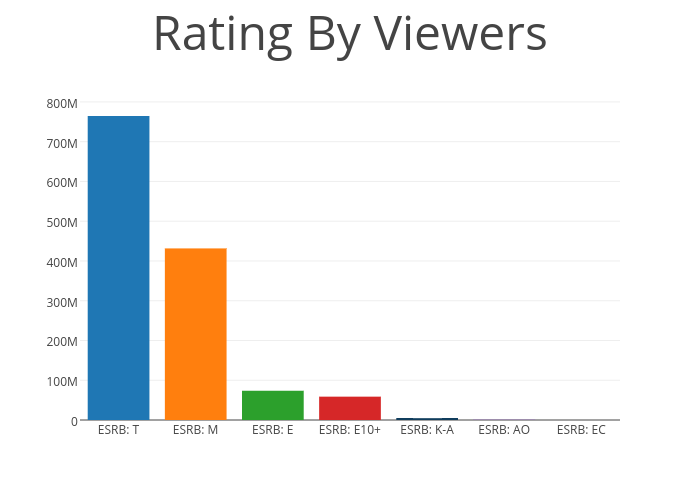 Rating By Viewers
800M
700M
600M
500M
400M
300M
200M
100M
0
ESRB: T ESRB: M ESRB: E ESRB: E10+ ESRB: K-A ESRB: AO ESRB: EC